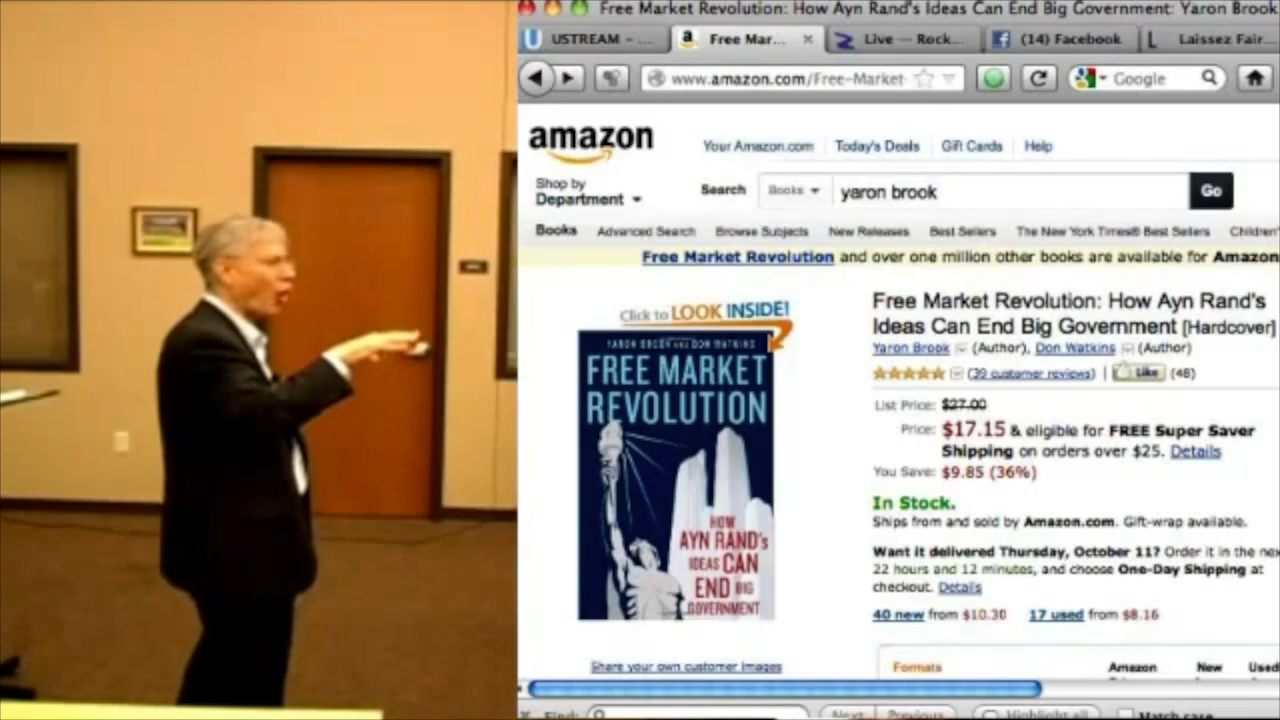 Free Market Revolution: How Ayn Rand's Ideas Can End Big Government: Yaron Brook
USTREAM – ...
Free Mar...
Live — Rock...
(14) Facebook
Laissez Fair...
www.amazon.com/Free-Market
Google
amazon
Your Amazon.com
Today's Deals
Gift Cards
Help
Shop by
Department
Search
Books
yaron brook
Go
Books
Advanced Search
Browse Subjects
New Releases
Best Sellers
The New York Times® Best Sellers
Children'
Free Market Revolution and over one million other books are available for Amazon
Click to LOOK INSIDE!
YARON BROOK AND DON WATKINS
FREE MARKET
REVOLUTION
HOW
AYN RAND's
IDEAS CAN
END BIG
GOVERNMENT
Share your own customer images
Free Market Revolution: How Ayn Rand's
Ideas Can End Big Government [Hardcover]
Yaron Brook (Author), Don Watkins (Author)
(39 customer reviews) | Like (48)
List Price: $27.00
Price: $17.15 & eligible for FREE Super Saver
Shipping on orders over $25. Details
You Save: $9.85 (36%)
In Stock.
Ships from and sold by Amazon.com. Gift-wrap available.
Want it delivered Thursday, October 11? Order it in the nex
22 hours and 12 minutes, and choose One-Day Shipping at
checkout. Details
40 new from $10.30
17 used from $8.16
Formats
Amazon
New
Used
Find:
Next
Previous
Highlight all
Match case